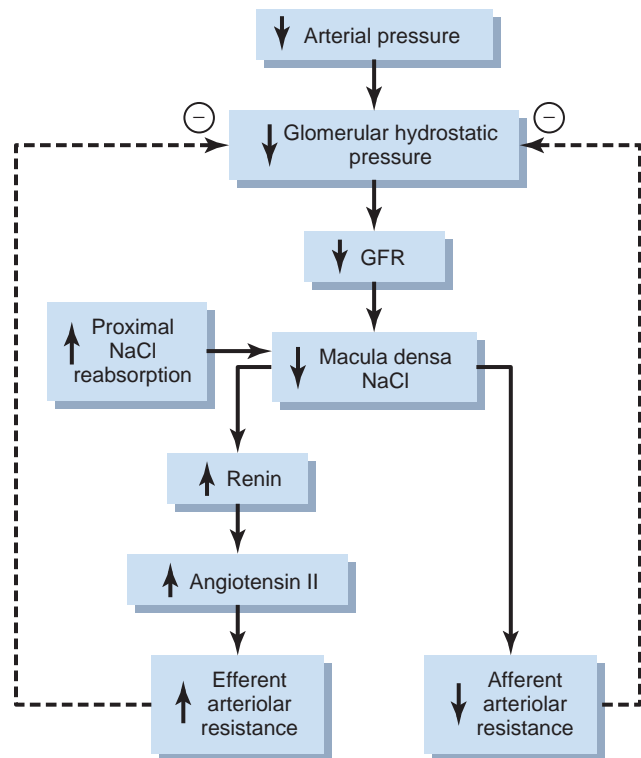 ↓ Arterial pressure
−
−
↓ Glomerular hydrostatic
pressure
↓ GFR
↑ Proximal
NaCl
reabsorption
↓ Macula densa
NaCl
↑ Renin
↑ Angiotensin II
↑ Efferent
arteriolar
resistance
↓ Afferent
arteriolar
resistance